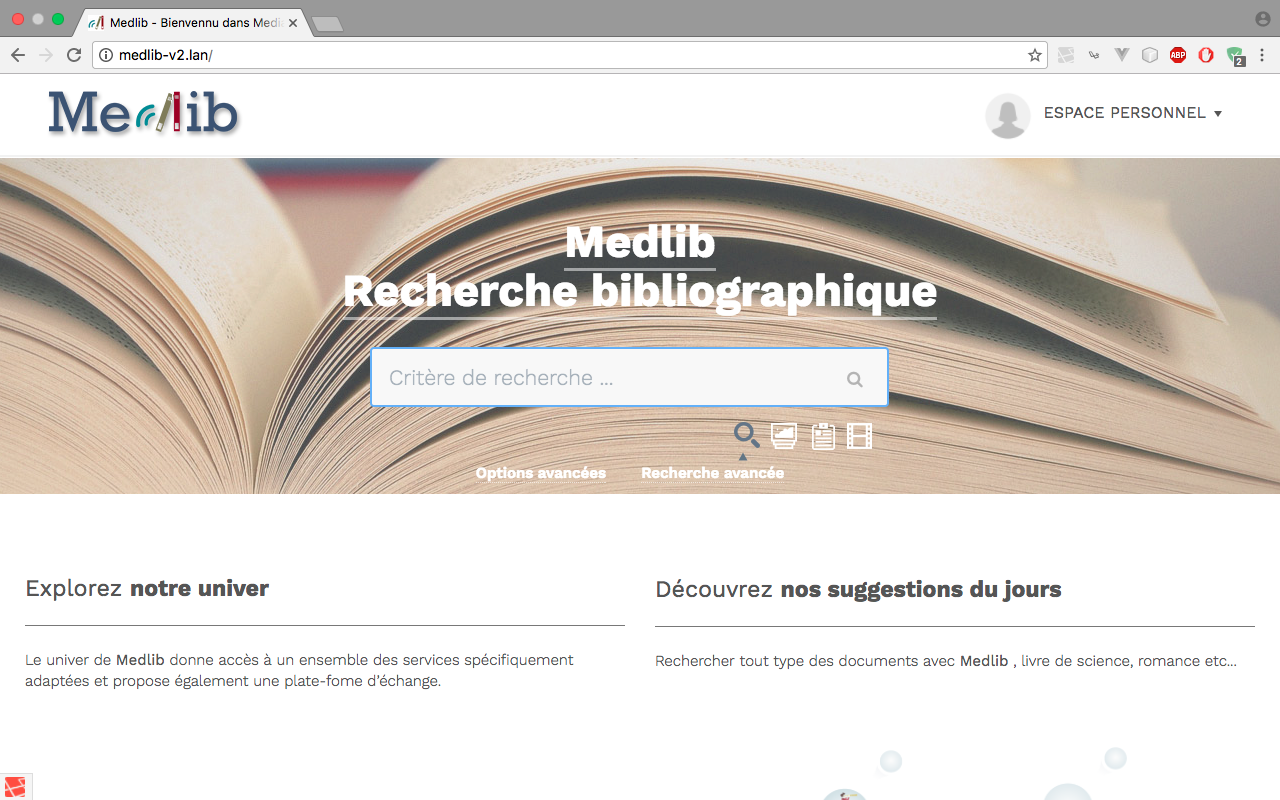 Medlib - Bienvennu dans Medli
medlib-v2.lan/
ABP
2
Medlib
ESPACE PERSONNEL
Medlib
Recherche bibliographique
Critère de recherche ...
Options avancées Recherche avancée
Explorez notre univer
Le univer de Medlib donne accès à un ensemble des services spécifiquement
adaptées et propose également une plate-fome d'échange.
Découvrez nos suggestions du jours
Rechercher tout type des documents avec Medlib , livre de science, romance etc...